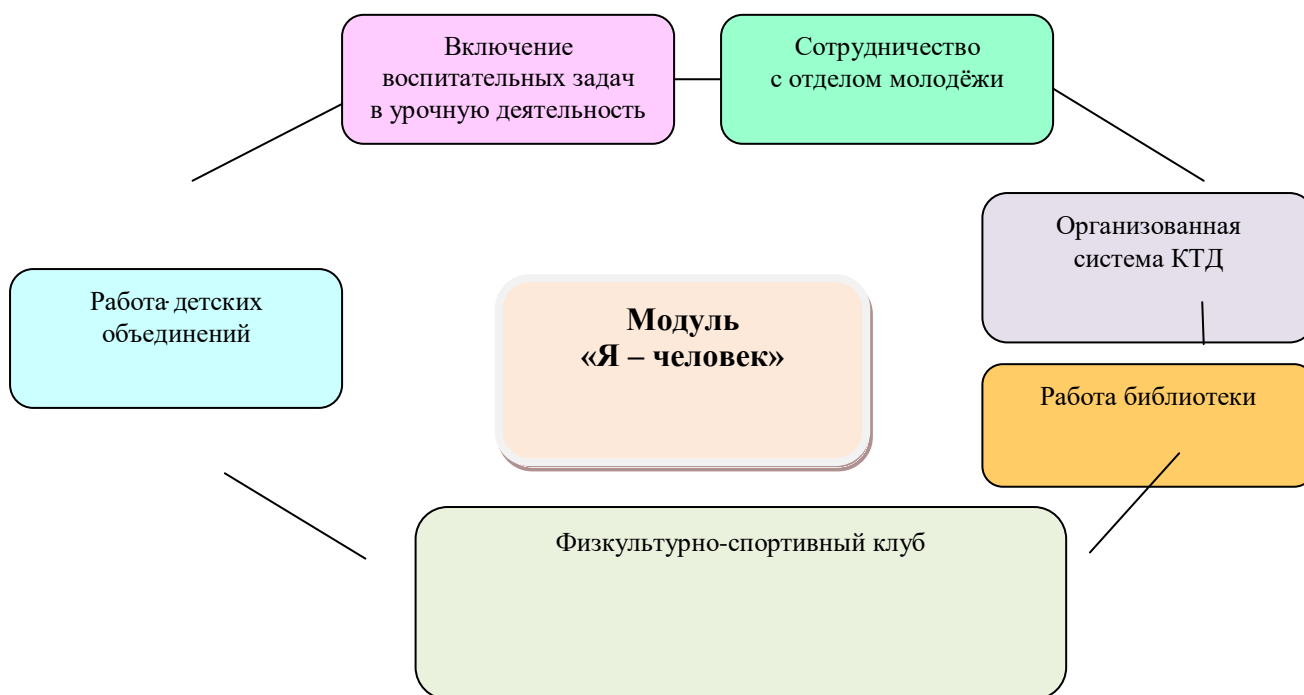 Включение
воспитательных задач
в урочную деятельность
Сотрудничество
с отделом молодёжи
Организованная
система КТД
Работа детских
объединений
Модуль
«Я – человек»
Работа библиотеки
Физкультурно-спортивный клуб